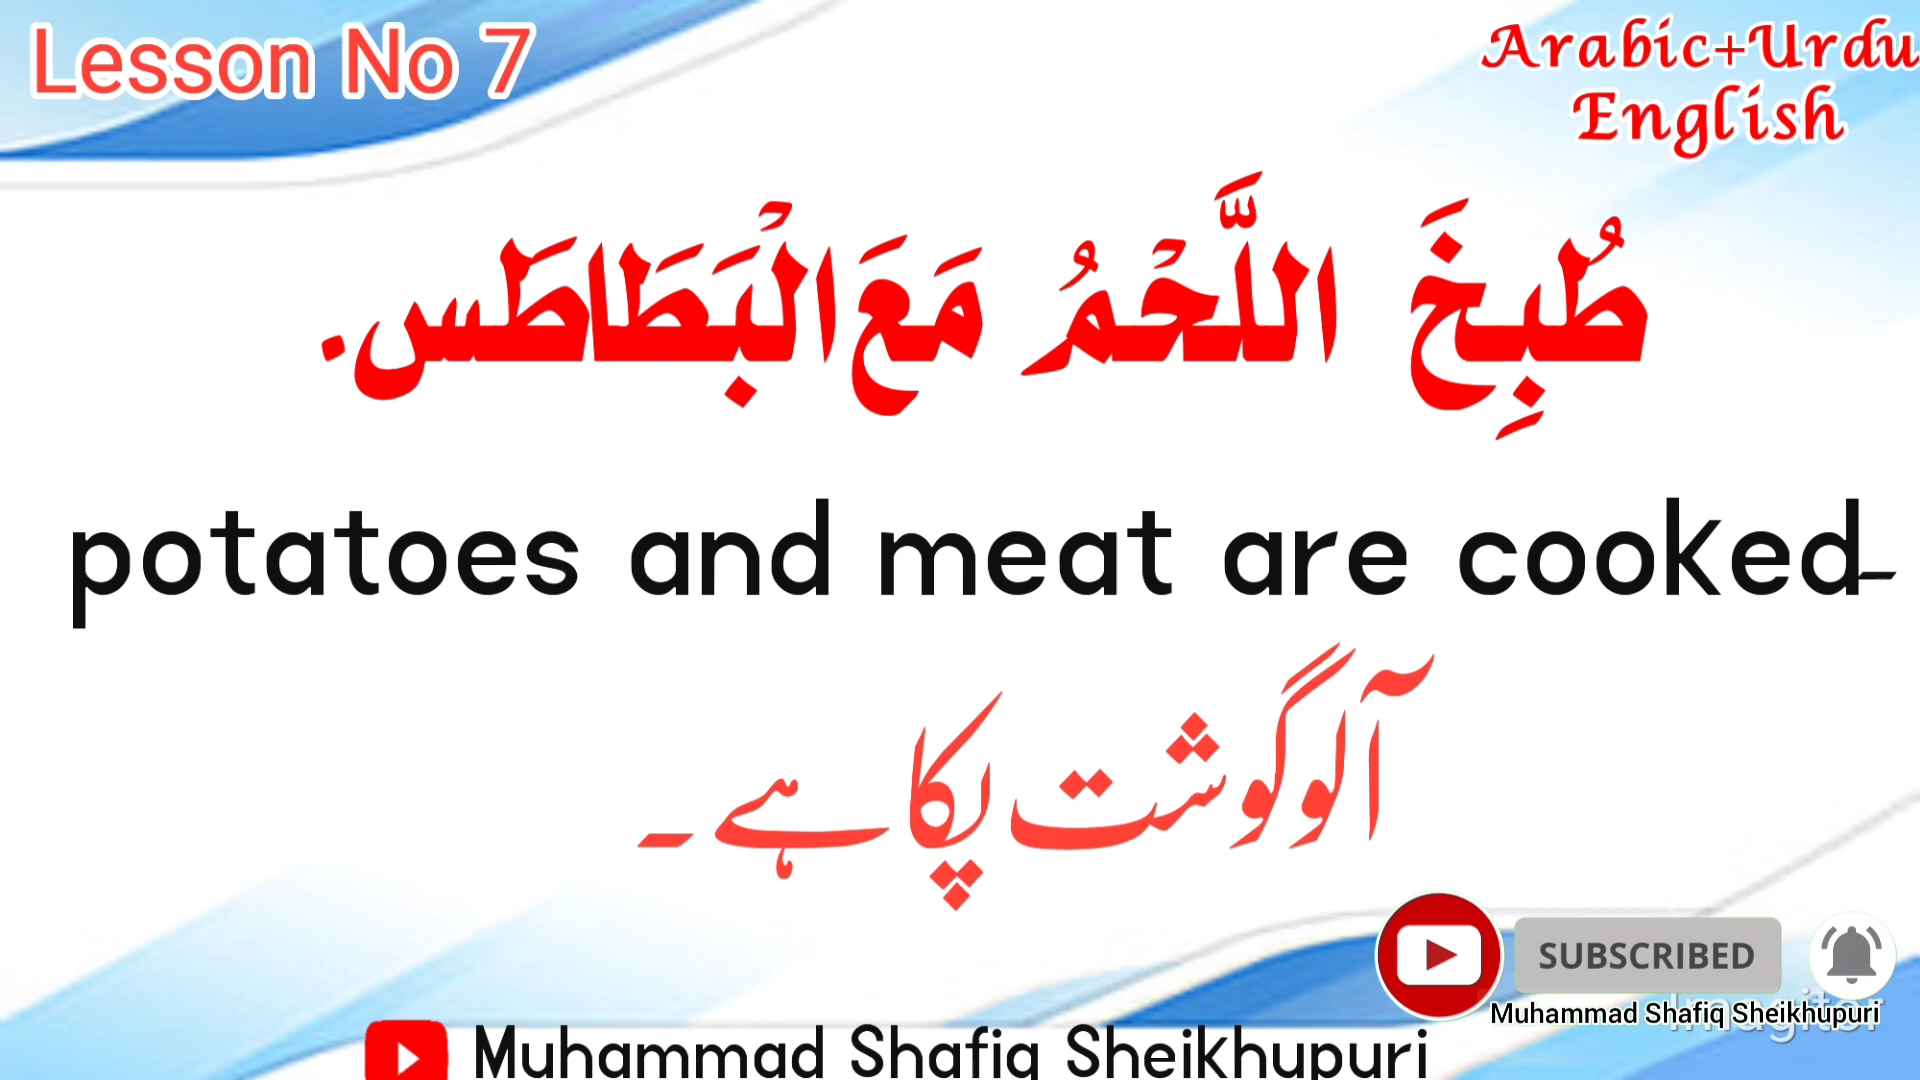 Lesson No 7
Arabic+Urdu
English
طُبِخَ اللَّحْمُ مَعَ الْبَطَاطَس.
potatoes and meat are cooked-
آلو گوشت پکا ہے۔
SUBSCRIBED
Muhammad Shafiq Sheikhupuri
Imagitor
Muhammad Shafiq Sheikhupuri